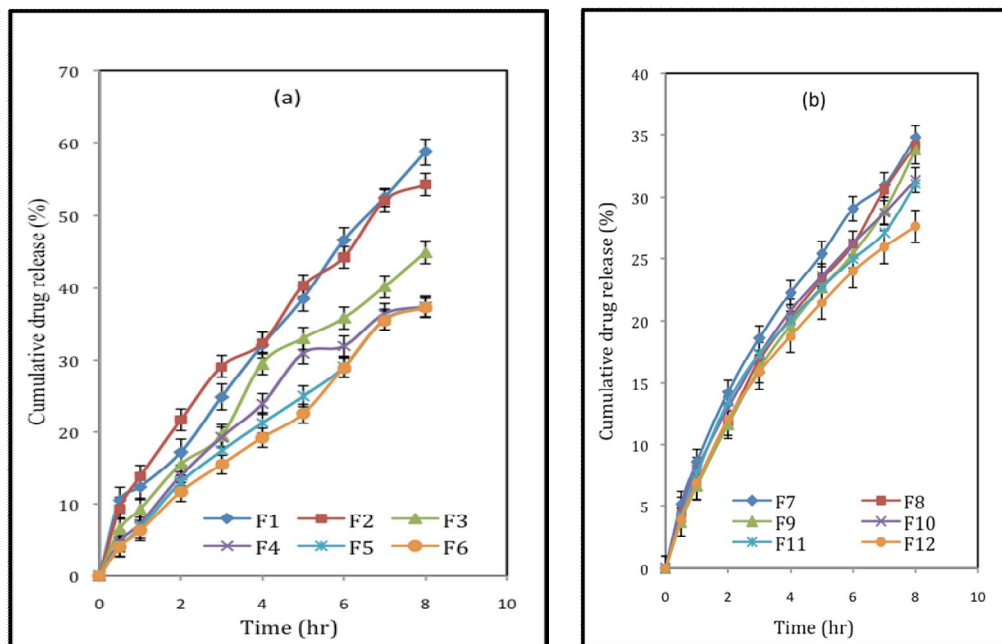 (a)
Cumulative drug release (%)
70
60
50
40
30
20
10
0
F1 F2 F3
F4 F5 F6
0 2 4 6 8 10
Time (hr)
(b)
Cumulative drug release (%)
40
35
30
25
20
15
10
5
0
F7 F8
F9 F10
F11 F12
0 2 4 6 8 10
Time (hr)